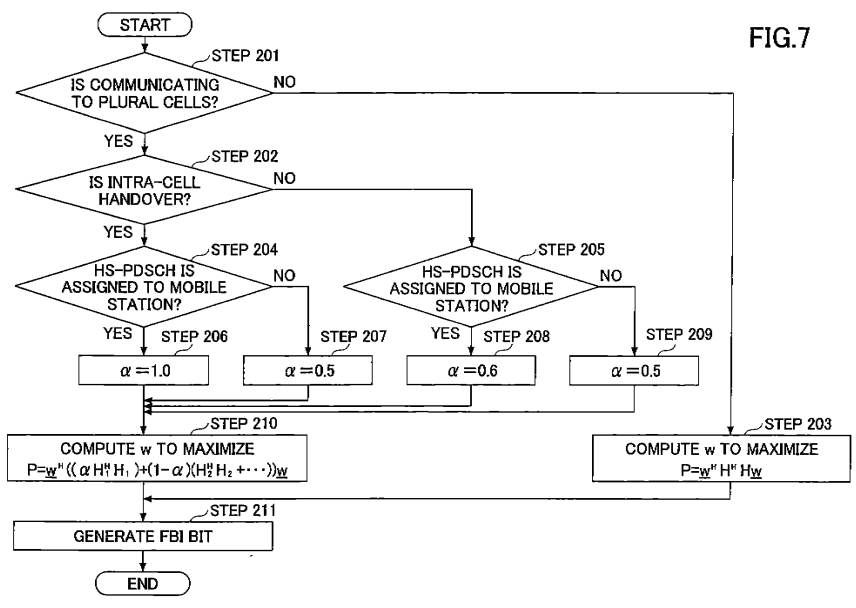 FIG.7
START
STEP 201
IS COMMUNICATING
TO PLURAL CELLS?
NO
YES
STEP 202
IS INTRA-CELL
HANDOVER?
NO
YES
STEP 204
HS-PDSCH IS
ASSIGNED TO MOBILE
STATION?
NO
YES
STEP 205
HS-PDSCH IS
ASSIGNED TO MOBILE
STATION?
NO
YES
STEP 206
α=1.0
STEP 207
α=0.5
STEP 208
α=0.6
STEP 209
α=0.5
STEP 210
COMPUTE w TO MAXIMIZE
P=w^H((αH₁^H H₁)+(1-α)(H₂^H H₂+···))w
STEP 203
COMPUTE w TO MAXIMIZE
P=w^H H^H Hw
STEP 211
GENERATE FBI BIT
END